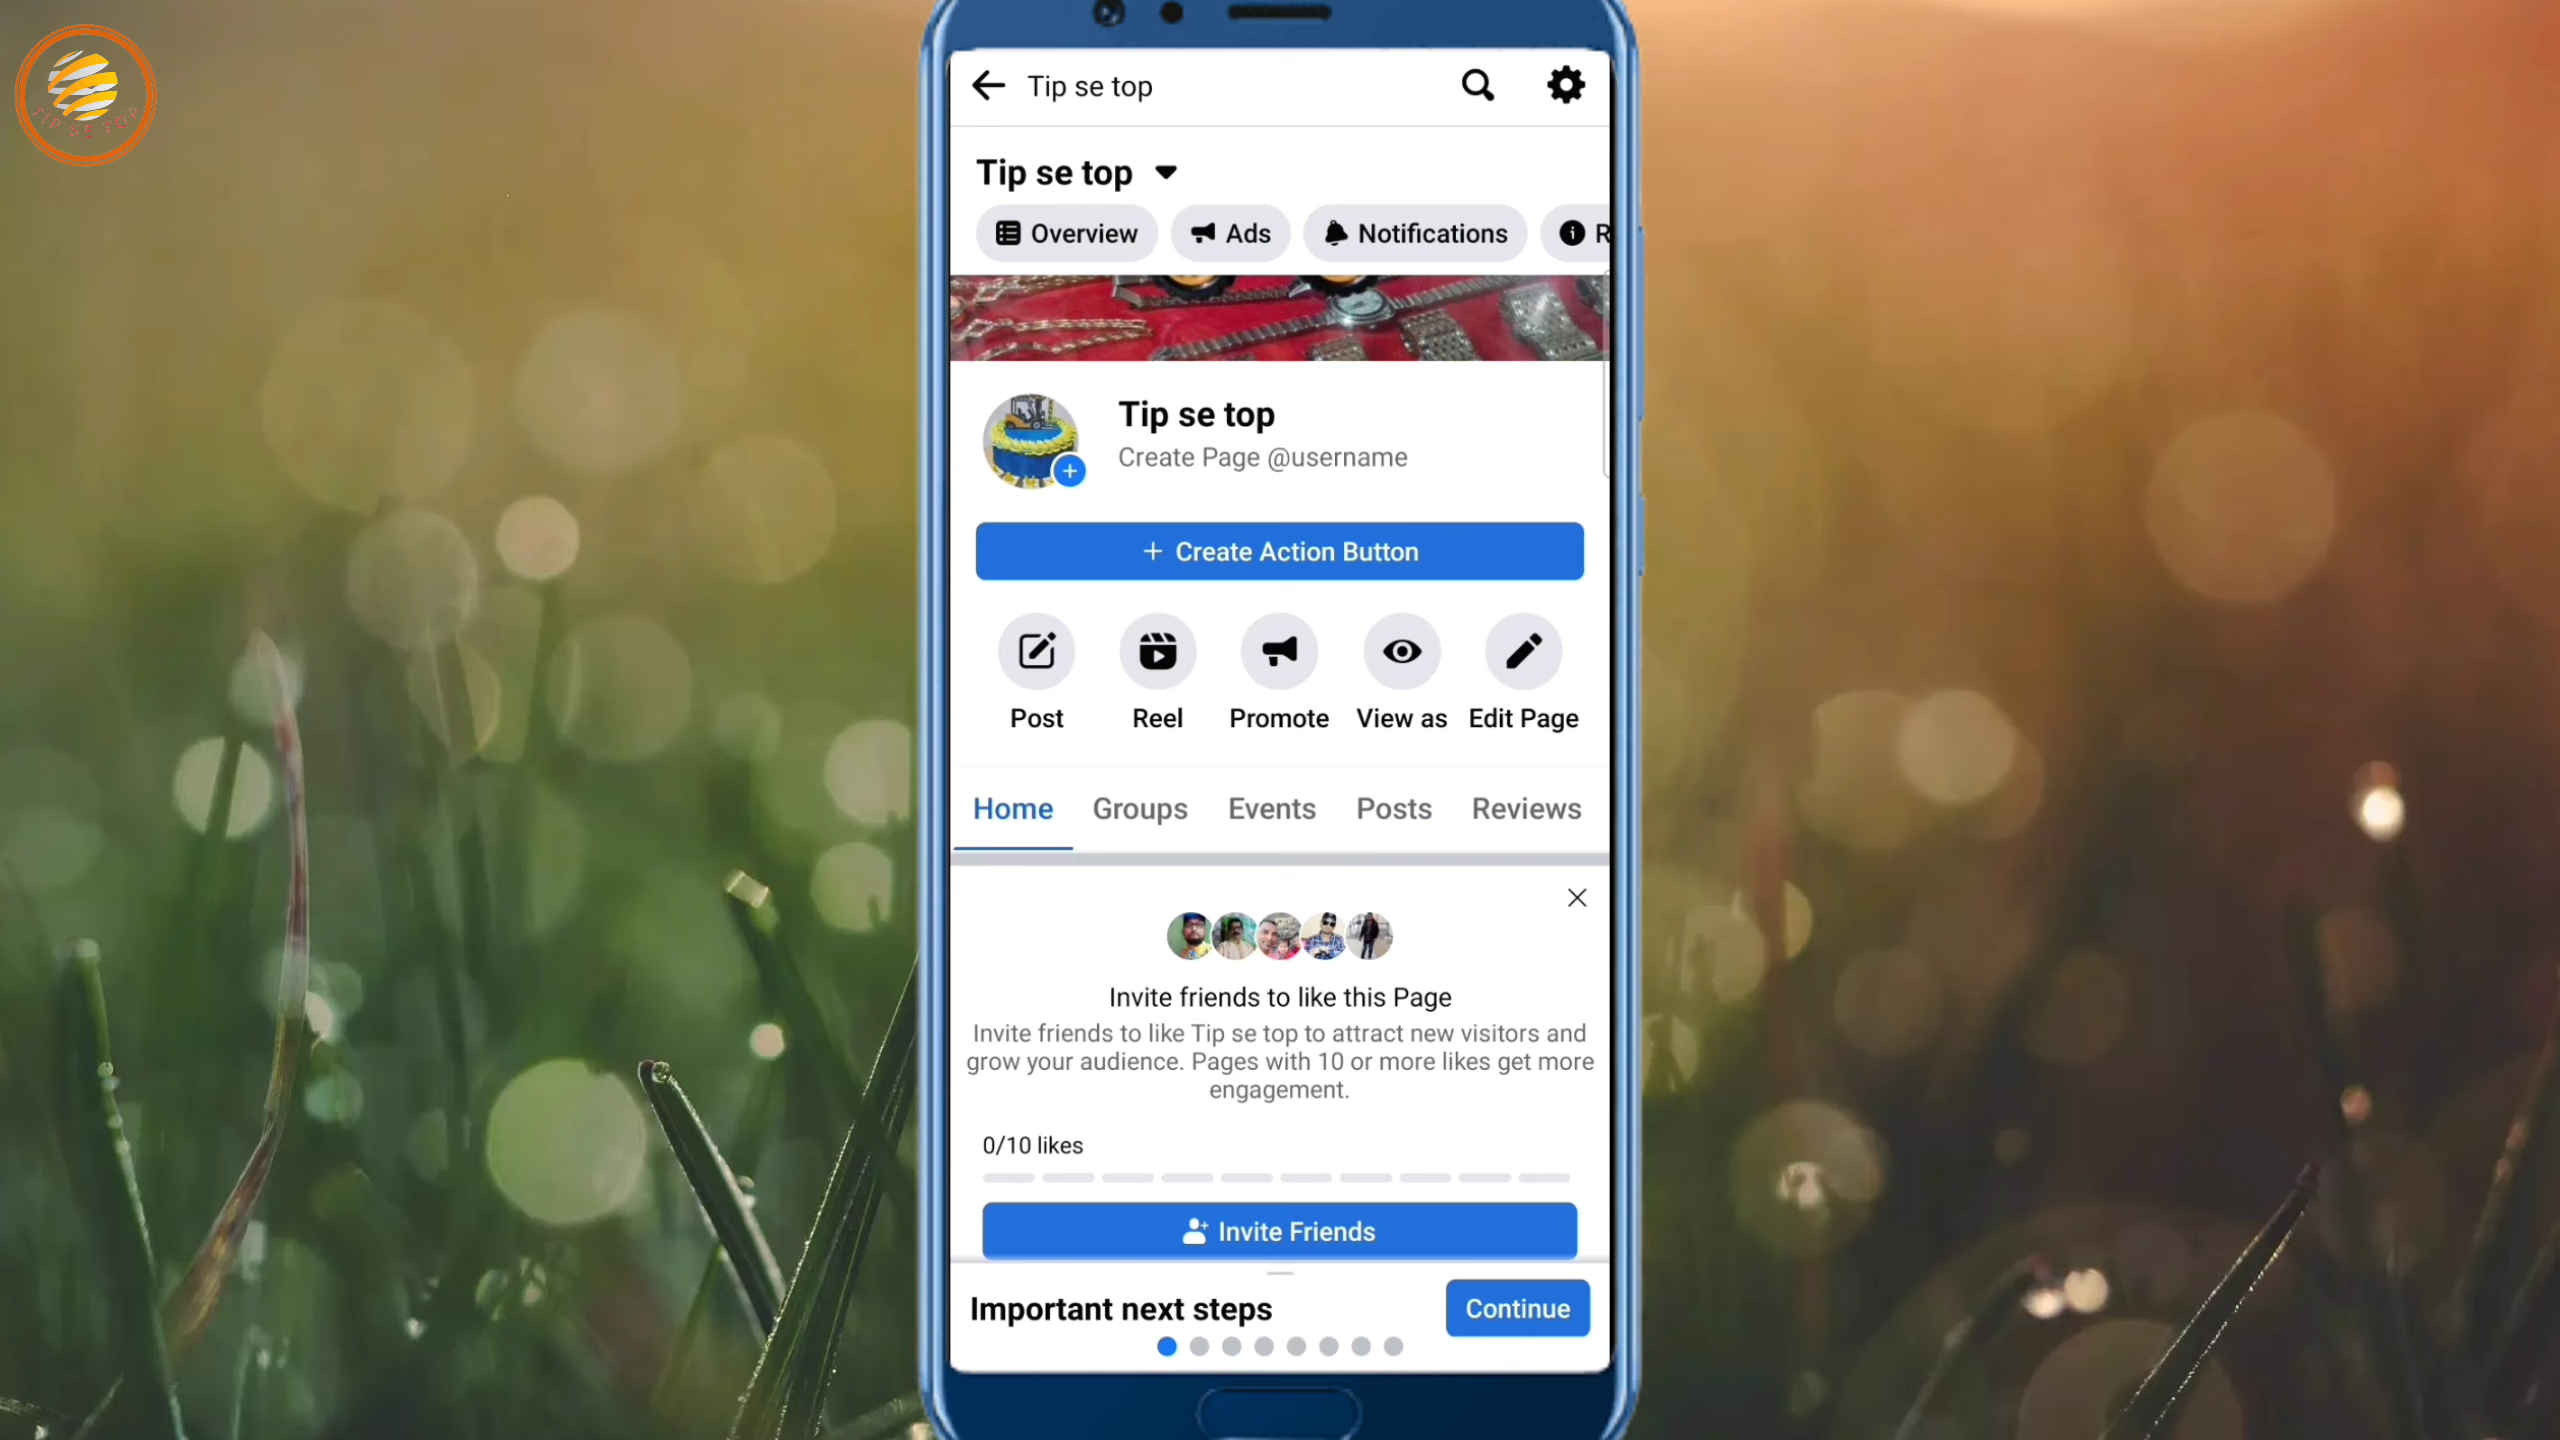 TIP SE TOP
Tip se top
Tip se top
Overview
Ads
Notifications
R
Tip se top
Create Page @username
+ Create Action Button
Post
Reel
Promote
View as
Edit Page
Home
Groups
Events
Posts
Reviews
Invite friends to like this Page
Invite friends to like Tip se top to attract new visitors and
grow your audience. Pages with 10 or more likes get more
engagement.
0/10 likes
Invite Friends
Important next steps
Continue